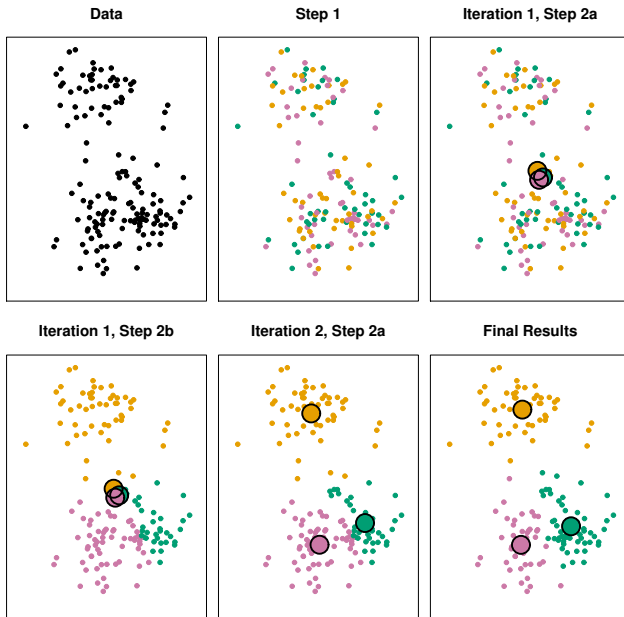 Data
Step 1
Iteration 1, Step 2a
Iteration 1, Step 2b
Iteration 2, Step 2a
Final Results